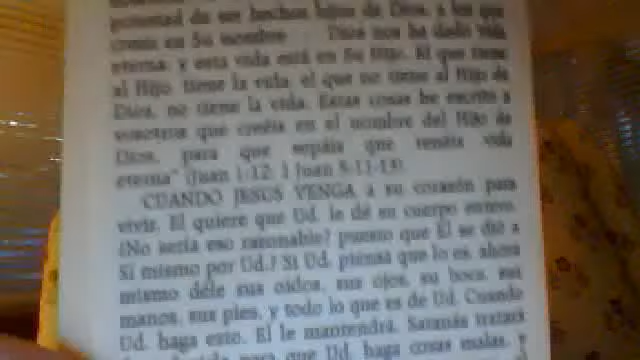 potestad de ser hechos hijos de Dios, a los que
creen en Su nombre Dios nos ha dado vida
eterna: y esta vida está en Su Hijo. El que tiene
al Hijo, tiene la vida, el que no tiene al Hijo de
Dios, no tiene la vida. Estas cosas he escrito a
vosotros que creéis en el nombre del Hijo de
Dios, para que sepáis que tenéis vida
eterna" (Juan 1:12; 1 Juan 5:11-13).
CUANDO JESUS VENGA a su corazón para
vivir, El quiere que Ud. le dé su cuerpo entero.
¿No sería eso razonable? puesto que El se dió a
Sí mismo por Ud.? Si Ud. piensa que lo es, ahora
mismo déle sus oídos, sus ojos, su boca, sus
manos, sus pies, y todo lo que es de Ud. Cuando
Ud. haga esto, El le mantendrá. Satanás tratará
para que Ud. haga cosas malas, y